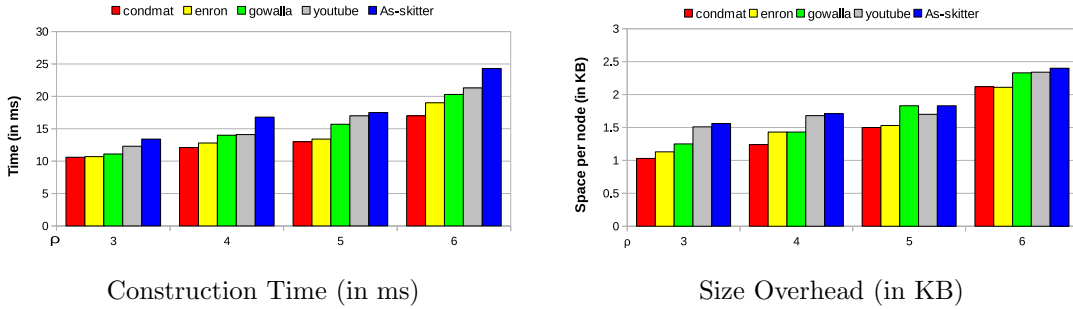 condmat enron gowalla youtube As-skitter
30
25
20
15
10
5
0
Time (in ms)
ρ 3 4 5 6
Construction Time (in ms)
condmat enron gowalla youtube As-skitter
3
2.5
2
1.5
1
0.5
0
Space per node (in KB)
ρ 3 4 5 6
Size Overhead (in KB)